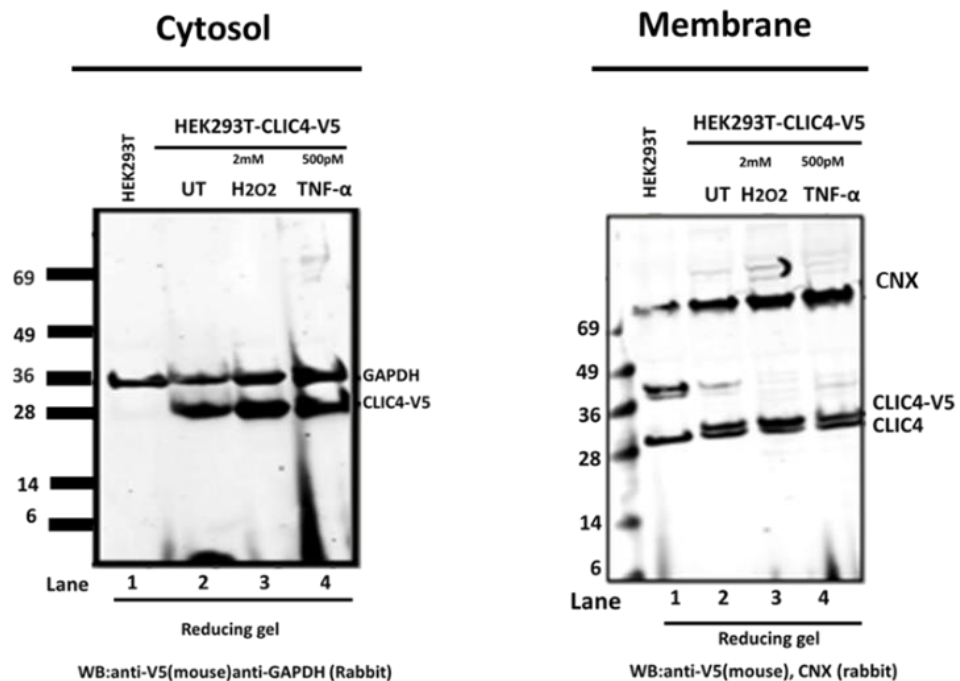 Cytosol
HEK293T
HEK293T-CLIC4-V5
2mM 500pM
UT H2O2 TNF-α
69
49
36
28
14
6
GAPDH
CLIC4-V5
Lane 1 2 3 4
Reducing gel
WB:anti-V5(mouse)anti-GAPDH (Rabbit)
Membrane
HEK293T
HEK293T-CLIC4-V5
2mM 500pM
UT H2O2 TNF-α
69
49
36
28
14
6
CNX
CLIC4-V5
CLIC4
Lane 1 2 3 4
Reducing gel
WB:anti-V5(mouse), CNX (rabbit)